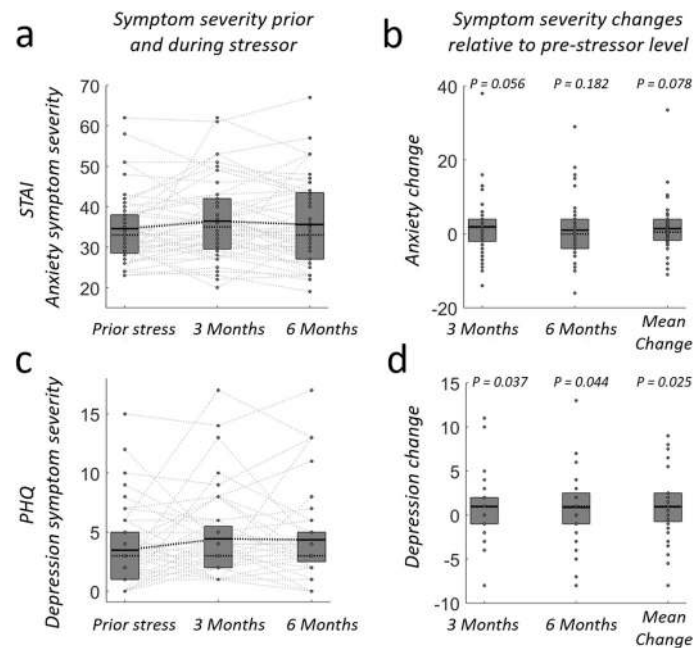 a
Symptom severity prior
and during stressor
STAI
Anxiety symptom severity
70
60
50
40
30
20
Prior stress 3 Months 6 Months
b
Symptom severity changes
relative to pre-stressor level
P = 0.056 P = 0.182 P = 0.078
Anxiety change
40
20
0
-20
3 Months 6 Months Mean
Change
c
PHQ
Depression symptom severity
15
10
5
0
Prior stress 3 Months 6 Months
d
P = 0.037 P = 0.044 P = 0.025
Depression change
15
10
5
0
-5
-10
3 Months 6 Months Mean
Change